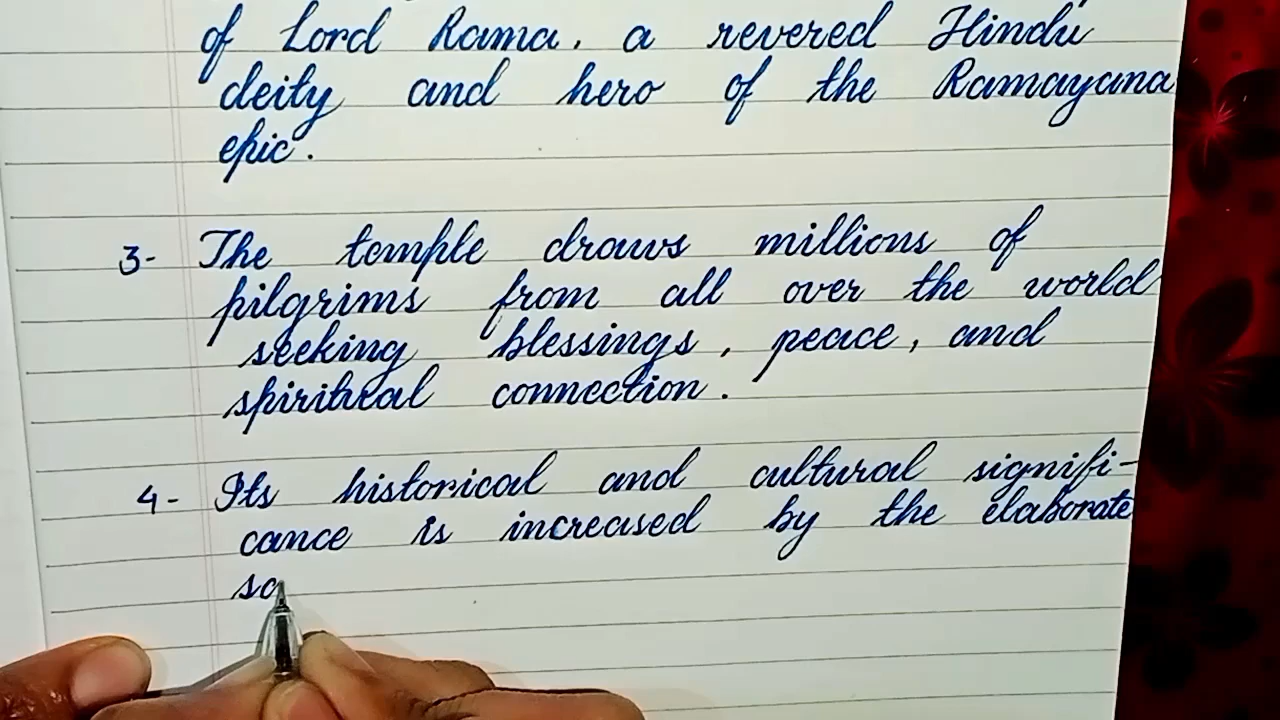 of Lord Rama, a revered Hindu
deity and hero of the Ramayana
epic.
3- The temple draws millions of
pilgrims from all over the world
seeking blessings, peace, and
spiritual connection.
4- Its historical and cultural signifi-
cance is increased by the elaborate